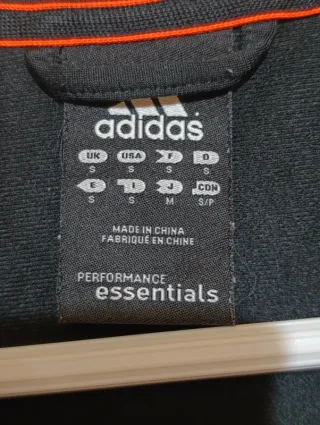 adidas
UK USA F D
S S S S
E I J CDN
S S M S/P
MADE IN CHINA
FABRIQUÉ EN CHINE
PERFORMANCE
essentials